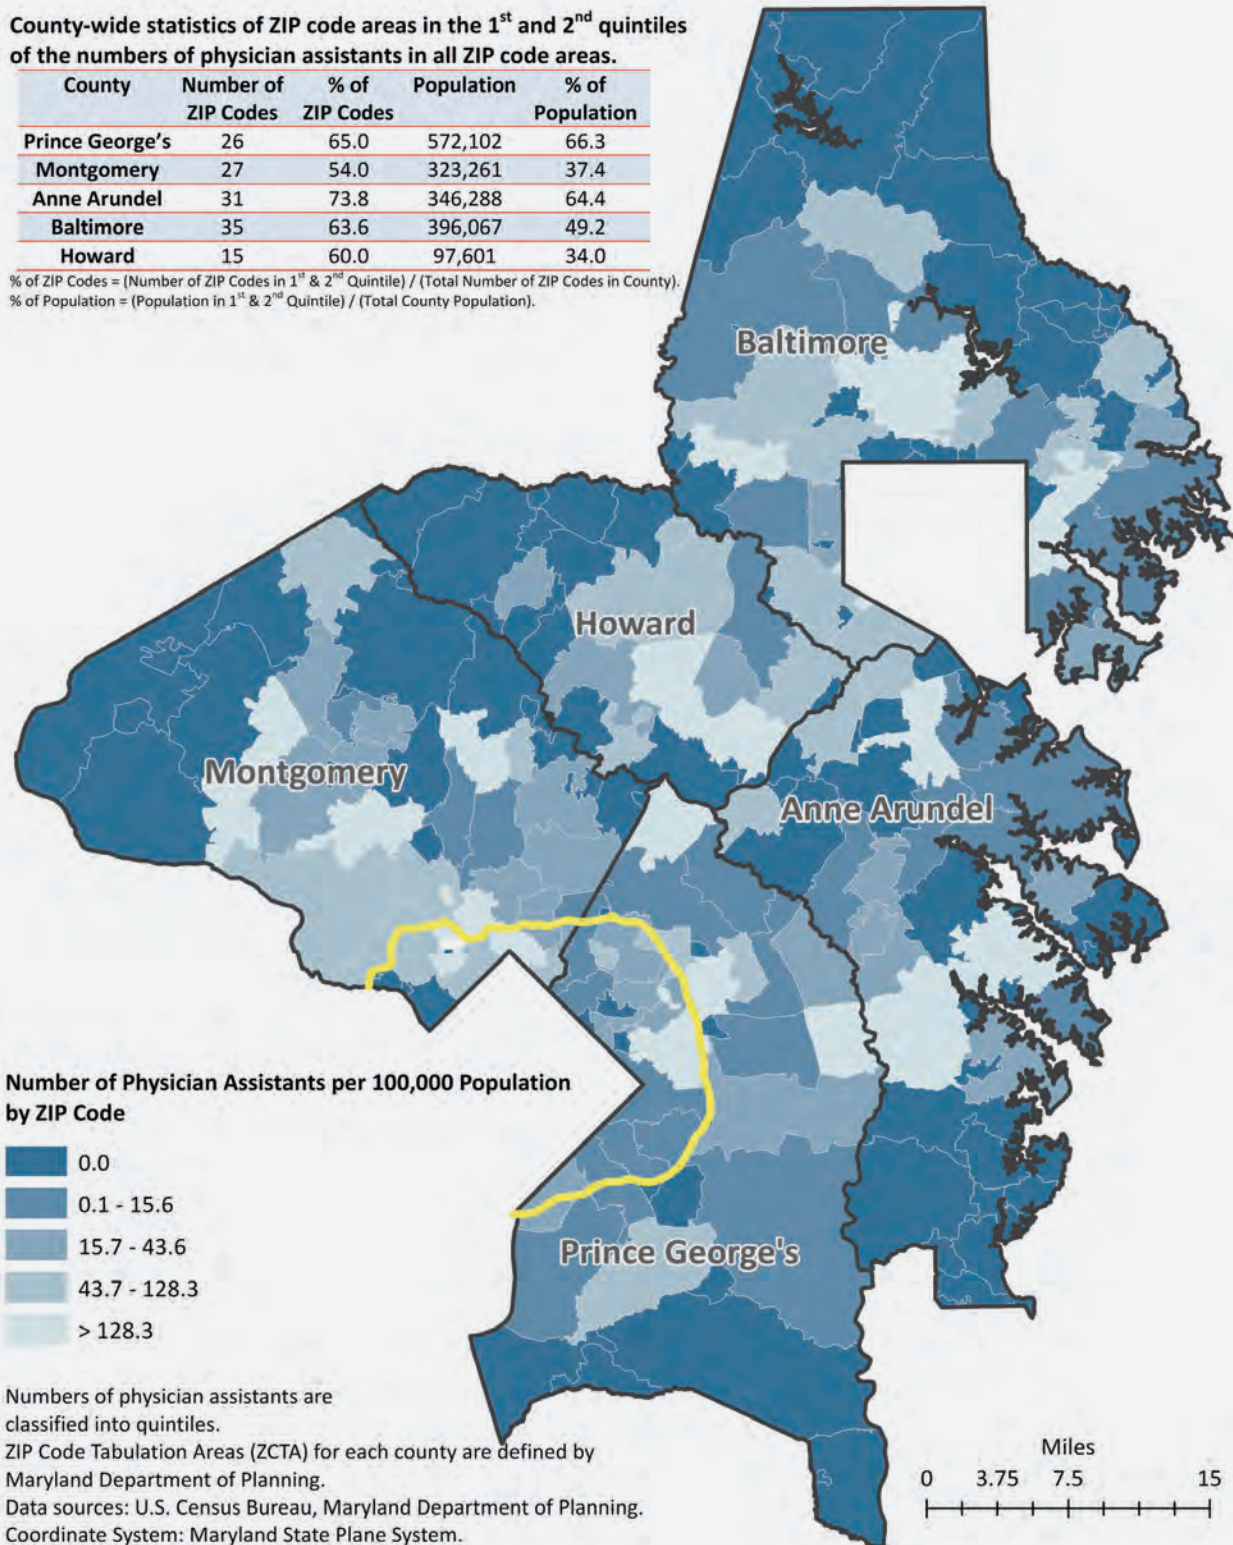 County-wide statistics of ZIP code areas in the 1st and 2nd quintiles
of the numbers of physician assistants in all ZIP code areas.
County Number of ZIP Codes % of ZIP Codes Population % of Population
Prince George's 26 65.0 572,102 66.3
Montgomery 27 54.0 323,261 37.4
Anne Arundel 31 73.8 346,288 64.4
Baltimore 35 63.6 396,067 49.2
Howard 15 60.0 97,601 34.0
% of ZIP Codes = (Number of ZIP Codes in 1st & 2nd Quintile) / (Total Number of ZIP Codes in County).
% of Population = (Population in 1st & 2nd Quintile) / (Total County Population).
Baltimore
Howard
Montgomery
Anne Arundel
Prince George's
Number of Physician Assistants per 100,000 Population
by ZIP Code
0.0
0.1 - 15.6
15.7 - 43.6
43.7 - 128.3
> 128.3
Numbers of physician assistants are
classified into quintiles.
ZIP Code Tabulation Areas (ZCTA) for each county are defined by
Maryland Department of Planning.
Data sources: U.S. Census Bureau, Maryland Department of Planning.
Coordinate System: Maryland State Plane System.
Miles
0 3.75 7.5 15